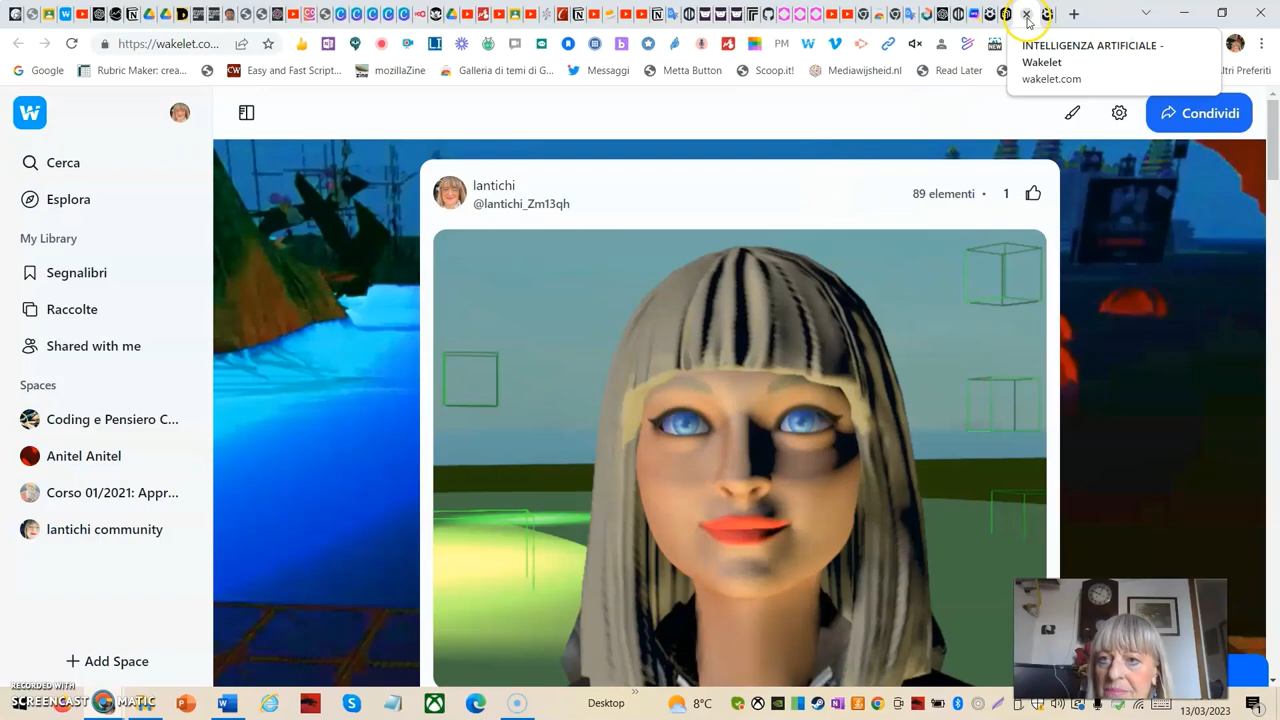 INTELLIGENZA ARTIFICIALE -
Wakelet
wakelet.com
https://wakelet.co...
PM
NEW
Google
Rubric Maker: crea...
CW Easy and Fast Script...
mozillaZine
Galleria di temi di G...
Messaggi
Metta Button
Scoop.it!
Mediawijsheid.nl
Read Later
ltri Preferiti
W
Condividi
Cerca
Esplora
My Library
Segnalibri
Raccolte
Shared with me
Spaces
Coding e Pensiero C...
Anitel Anitel
Corso 01/2021: Appr...
lantichi community
+ Add Space
lantichi
@lantichi_Zm13qh
89 elementi • 1
RECORDED WITH
SCREENCAST MATIC
Desktop
8°C
13/03/2023